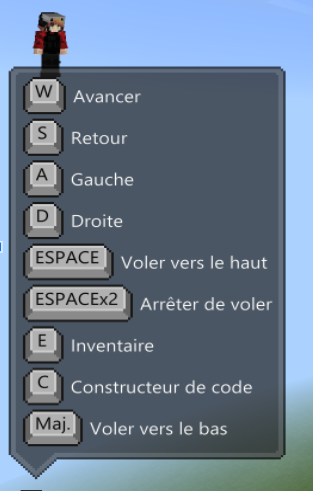 W Avancer
S Retour
A Gauche
D Droite
ESPACE Voler vers le haut
ESPACEx2 Arrêter de voler
E Inventaire
C Constructeur de code
Maj. Voler vers le bas